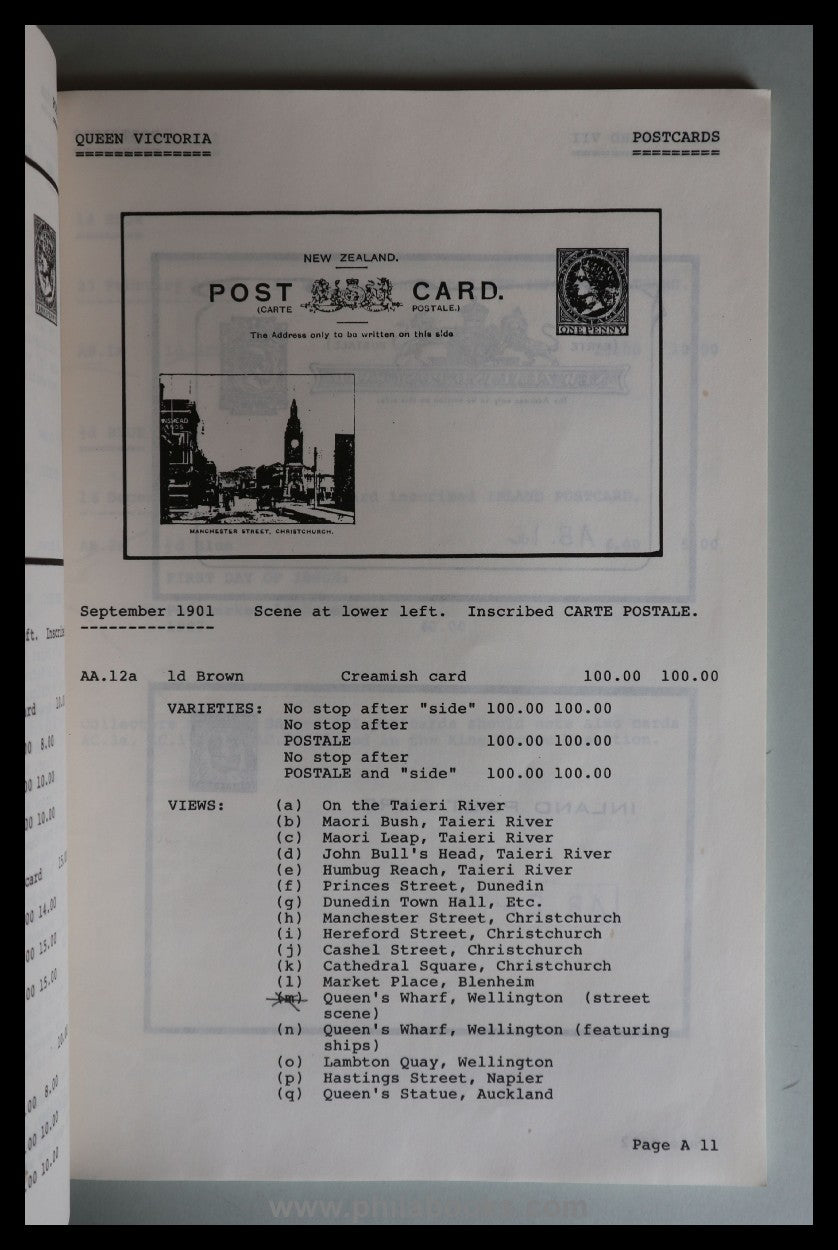 QUEEN VICTORIA POSTCARDS
NEW ZEALAND.
POST CARD.
(CARTE POSTALE.)
The Address only to be written on this side
ONE PENNY
MANCHESTER STREET, CHRISTCHURCH.
September 1901 Scene at lower left. Inscribed CARTE POSTALE.
AA.12a 1d Brown Creamish card 100.00 100.00
VARIETIES: No stop after "side" 100.00 100.00
No stop after
POSTALE 100.00 100.00
No stop after
POSTALE and "side" 100.00 100.00
VIEWS: (a) On the Taieri River
(b) Maori Bush, Taieri River
(c) Maori Leap, Taieri River
(d) John Bull's Head, Taieri River
(e) Humbug Reach, Taieri River
(f) Princes Street, Dunedin
(g) Dunedin Town Hall, Etc.
(h) Manchester Street, Christchurch
(i) Hereford Street, Christchurch
(j) Cashel Street, Christchurch
(k) Cathedral Square, Christchurch
(l) Market Place, Blenheim
(m) Queen's Wharf, Wellington (street
scene)
(n) Queen's Wharf, Wellington (featuring
ships)
(o) Lambton Quay, Wellington
(p) Hastings Street, Napier
(q) Queen's Statue, Auckland
Page A 11